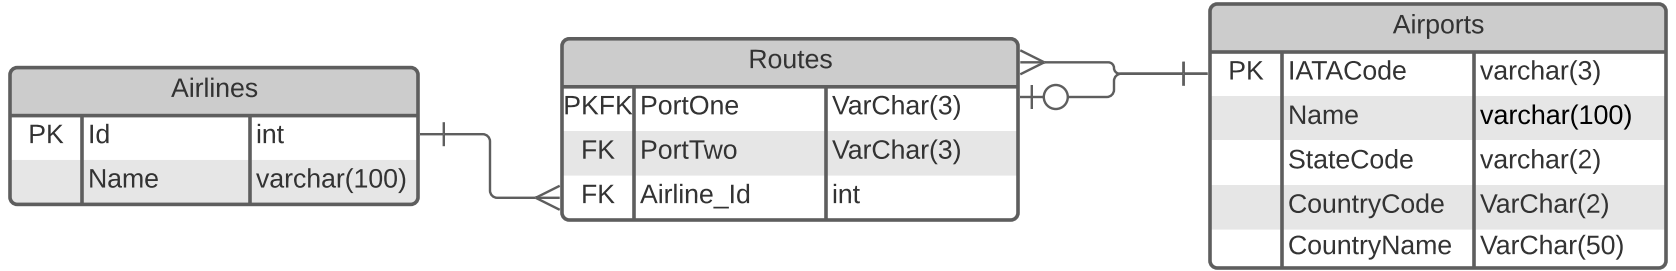 Airlines
PK Id int
Name varchar(100)
Routes
PKFK PortOne VarChar(3)
FK PortTwo VarChar(3)
FK Airline_Id int
Airports
PK IATACode varchar(3)
Name varchar(100)
StateCode varchar(2)
CountryCode VarChar(2)
CountryName VarChar(50)